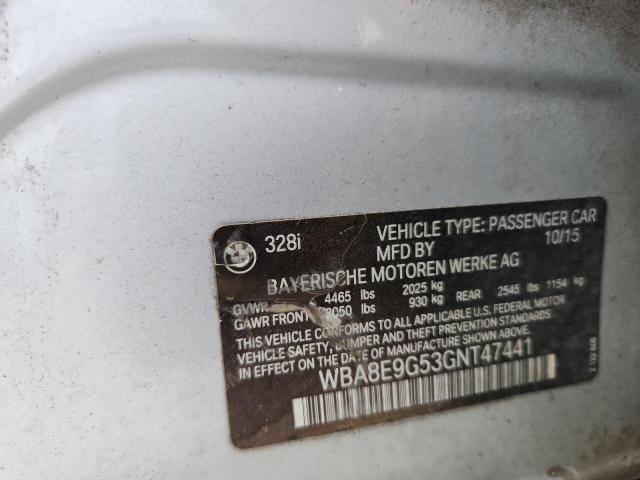 BMW
328i VEHICLE TYPE: PASSENGER CAR
MFD BY 10/15
BAYERISCHE MOTOREN WERKE AG
GVWR 4465 lbs 2025 kg
GAWR FRONT 2050 lbs 930 kg REAR 2545 lbs 1154 kg
THIS VEHICLE CONFORMS TO ALL APPLICABLE U.S. FEDERAL MOTOR
VEHICLE SAFETY, BUMPER AND THEFT PREVENTION STANDARDS IN
EFFECT ON THE DATE OF MANUFACTURE SHOWN ABOVE.
WBA8E9G53GNT47441